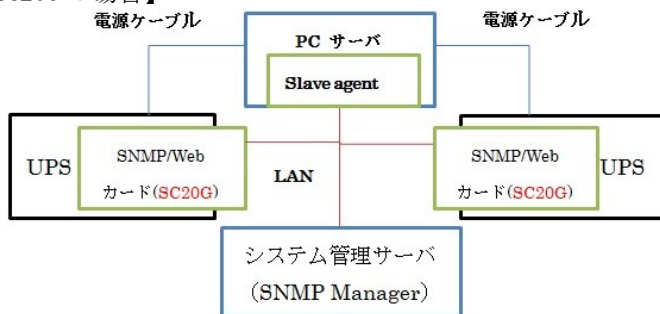 電源ケーブル
電源ケーブル
PC サーバ
Slave agent
UPS
SNMP/Web
カード(SC20G)
LAN
SNMP/Web
カード(SC20G)
UPS
システム管理サーバ
（SNMP Manager）